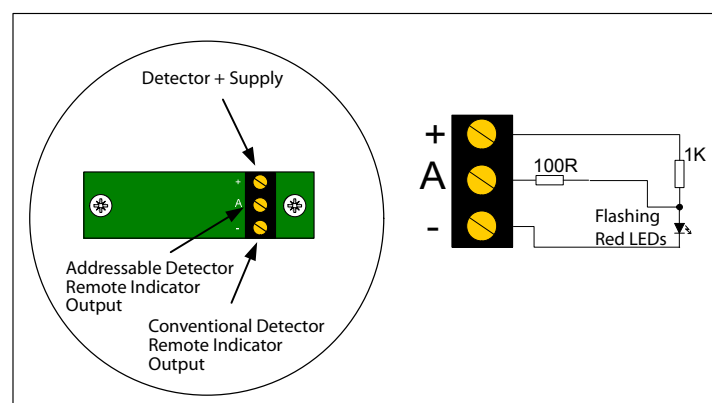 Detector + Supply
+
A
-
Addressable Detector
Remote Indicator
Output
Conventional Detector
Remote Indicator
Output
+
A
-
100R
1K
Flashing
Red LEDs